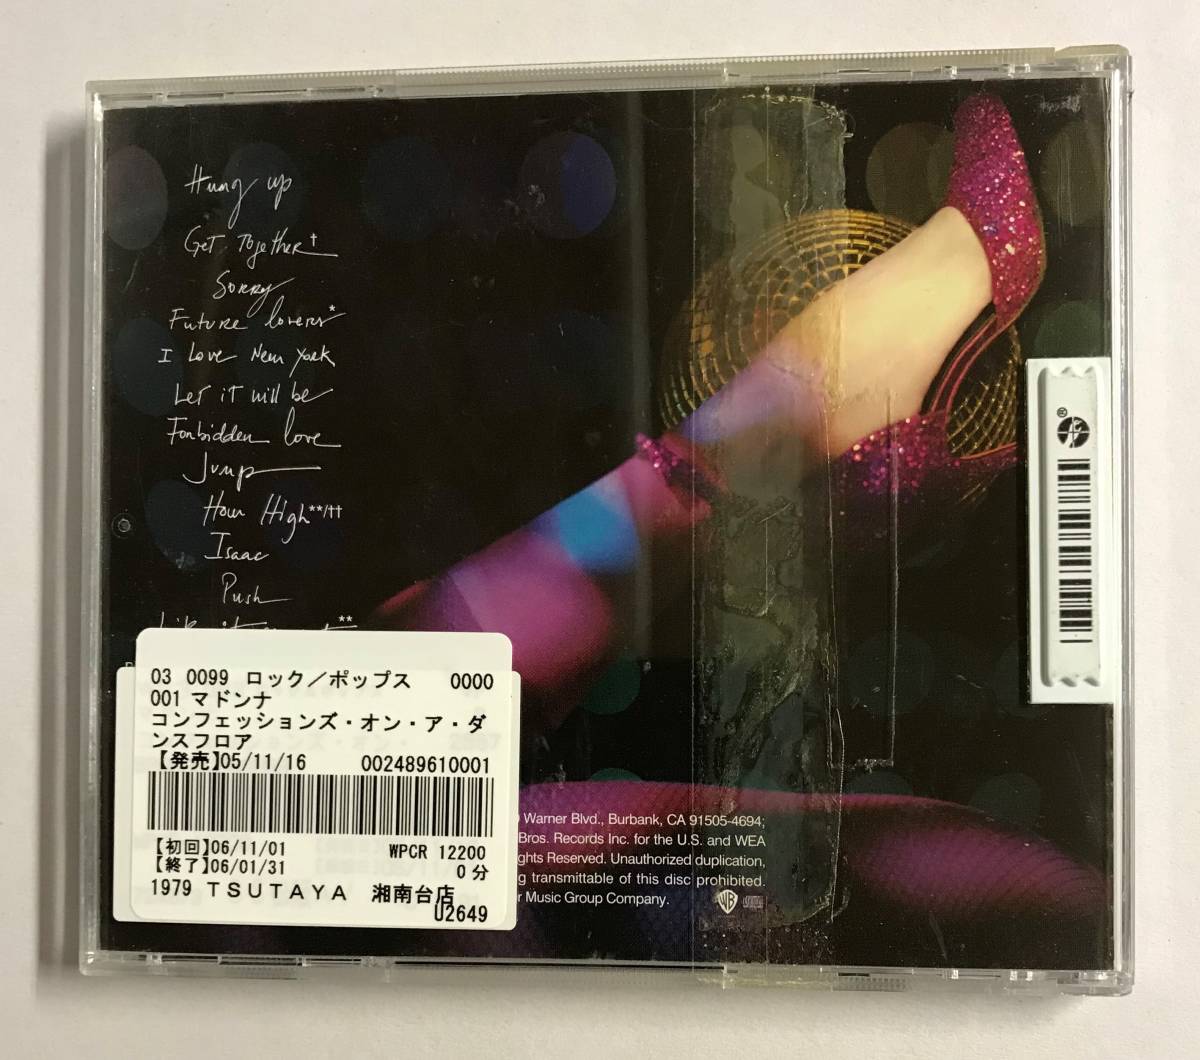 Hung up
Get Together†
Sorry
Future lovers*
I Love New York
Let it will be
Forbidden love
Jump
How High**/††
Isaac
Push
Like it **
03 0099 ロック／ポップス 0000
001 マドンナ
コンフェッションズ・オン・ア・ダ
ンスフロア
【発売】05/11/16 002489610001
【初回】06/11/01 WPCR 12200
【終了】06/01/31 0分
1979 TSUTAYA 湘南台店
U2649
Warner Blvd., Burbank, CA 91505-4694;
Bros. Records Inc. for the U.S. and WEA
ghts Reserved. Unauthorized duplication,
g transmittable of this disc prohibited.
r Music Group Company.
WB
®